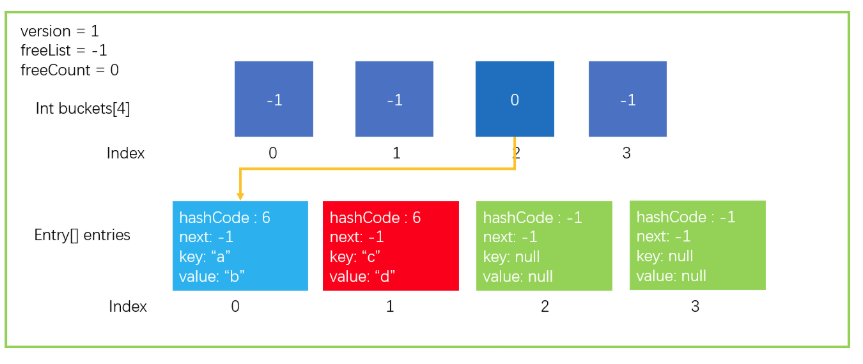 version = 1
freeList = -1
freeCount = 0
Int buckets[4]
-1 -1 0 -1
Index 0 1 2 3
Entry[] entries
hashCode : 6
next: -1
key: “a”
value: “b”
hashCode : 6
next: -1
key: “c”
value: “d”
hashCode : -1
next: -1
key: null
value: null
hashCode : -1
next: -1
key: null
value: null
Index 0 1 2 3